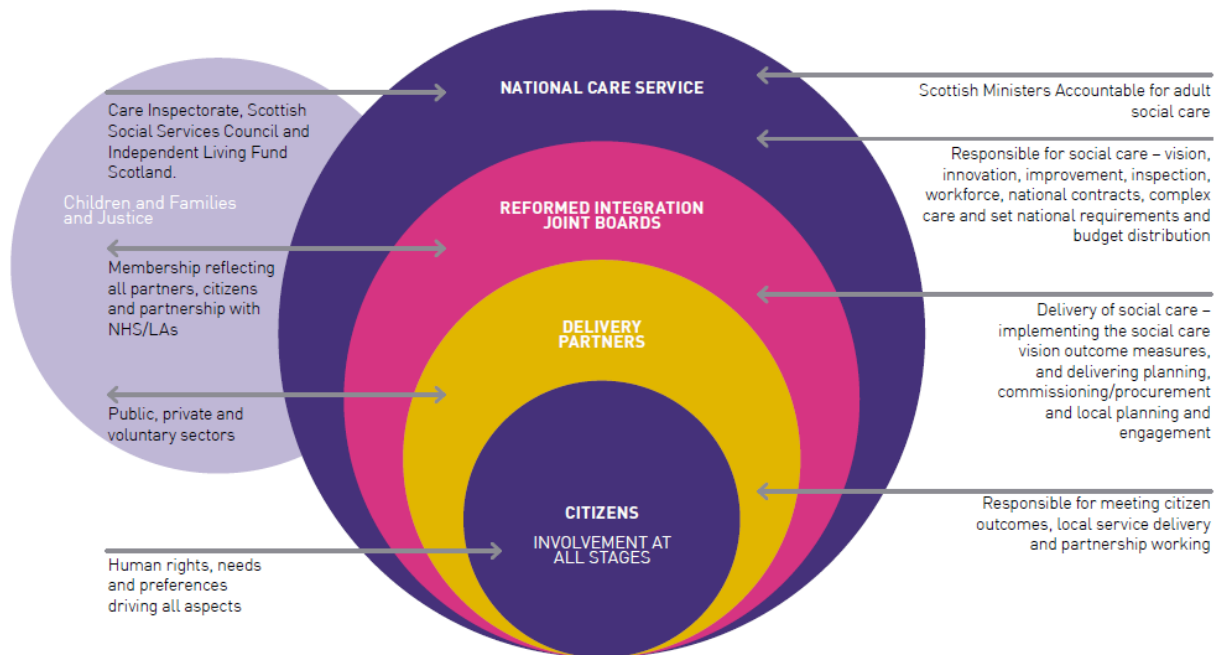 NATIONAL CARE SERVICE
Care Inspectorate, Scottish
Social Services Council and
Independent Living Fund
Scotland.
Children and Families
and Justice
Membership reflecting
all partners, citizens
and partnership with
NHS/LAs
Public, private and
voluntary sectors
Human rights, needs
and preferences
driving all aspects
REFORMED INTEGRATION
JOINT BOARDS
DELIVERY
PARTNERS
CITIZENS
INVOLVEMENT AT
ALL STAGES
Scottish Ministers Accountable for adult
social care
Responsible for social care – vision,
innovation, improvement, inspection,
workforce, national contracts, complex
care and set national requirements and
budget distribution
Delivery of social care –
implementing the social care
vision outcome measures,
and delivering planning,
commissioning/procurement
and local planning and
engagement
Responsible for meeting citizen
outcomes, local service delivery
and partnership working